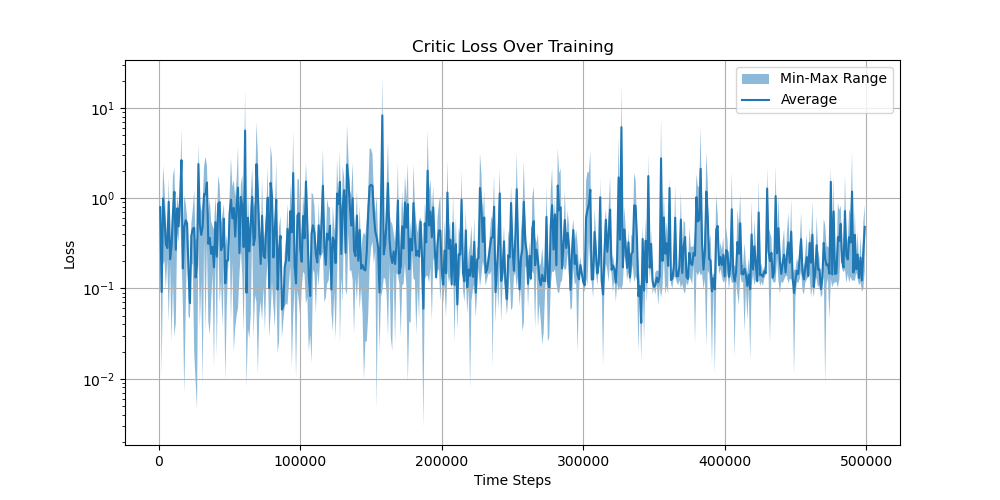 Critic Loss Over Training
Min-Max Range
Average
Loss
10¹
10⁰
10⁻¹
10⁻²
0
100000
200000
300000
400000
500000
Time Steps